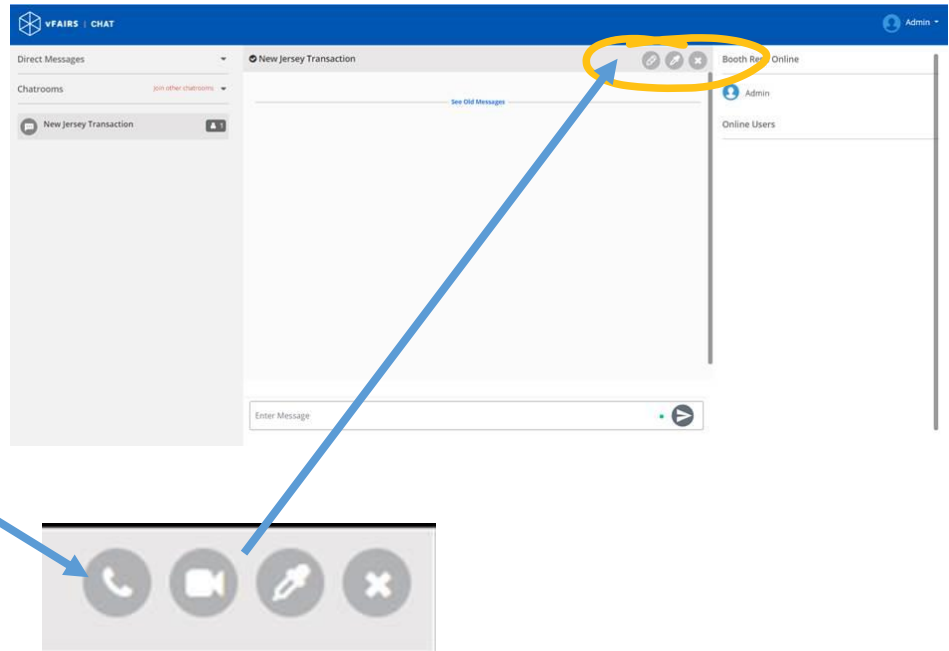 vFAIRS | CHAT
Admin
Direct Messages
New Jersey Transaction
Booth Online
Chatrooms
Join other chatrooms
Admin
See Old Messages
New Jersey Transaction
1
Online Users
Enter Message